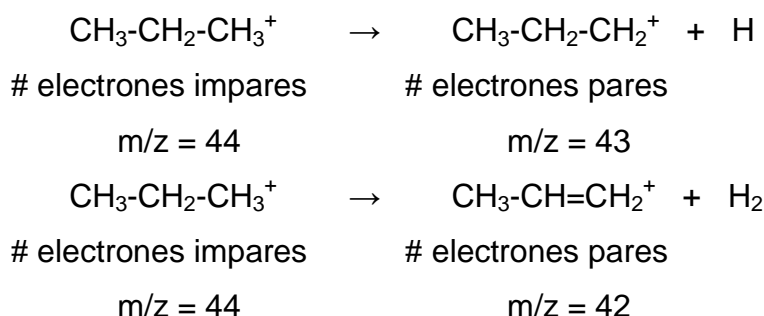 CH₃-CH₂-CH₃⁺ → CH₃-CH₂-CH₂⁺ + H
# electrones impares # electrones pares
m/z = 44 m/z = 43
CH₃-CH₂-CH₃⁺ → CH₃-CH=CH₂⁺ + H₂
# electrones impares # electrones pares
m/z = 44 m/z = 42